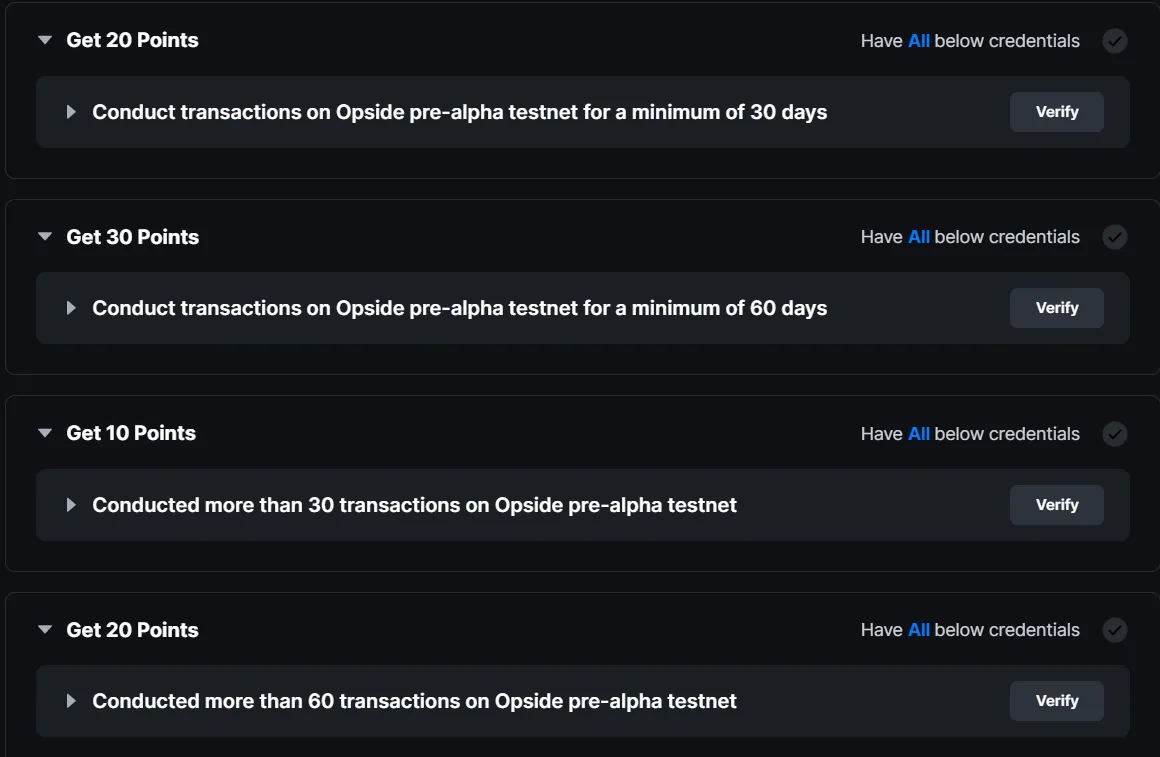 Get 20 Points Have All below credentials
Conduct transactions on Opside pre-alpha testnet for a minimum of 30 days Verify
Get 30 Points Have All below credentials
Conduct transactions on Opside pre-alpha testnet for a minimum of 60 days Verify
Get 10 Points Have All below credentials
Conducted more than 30 transactions on Opside pre-alpha testnet Verify
Get 20 Points Have All below credentials
Conducted more than 60 transactions on Opside pre-alpha testnet Verify